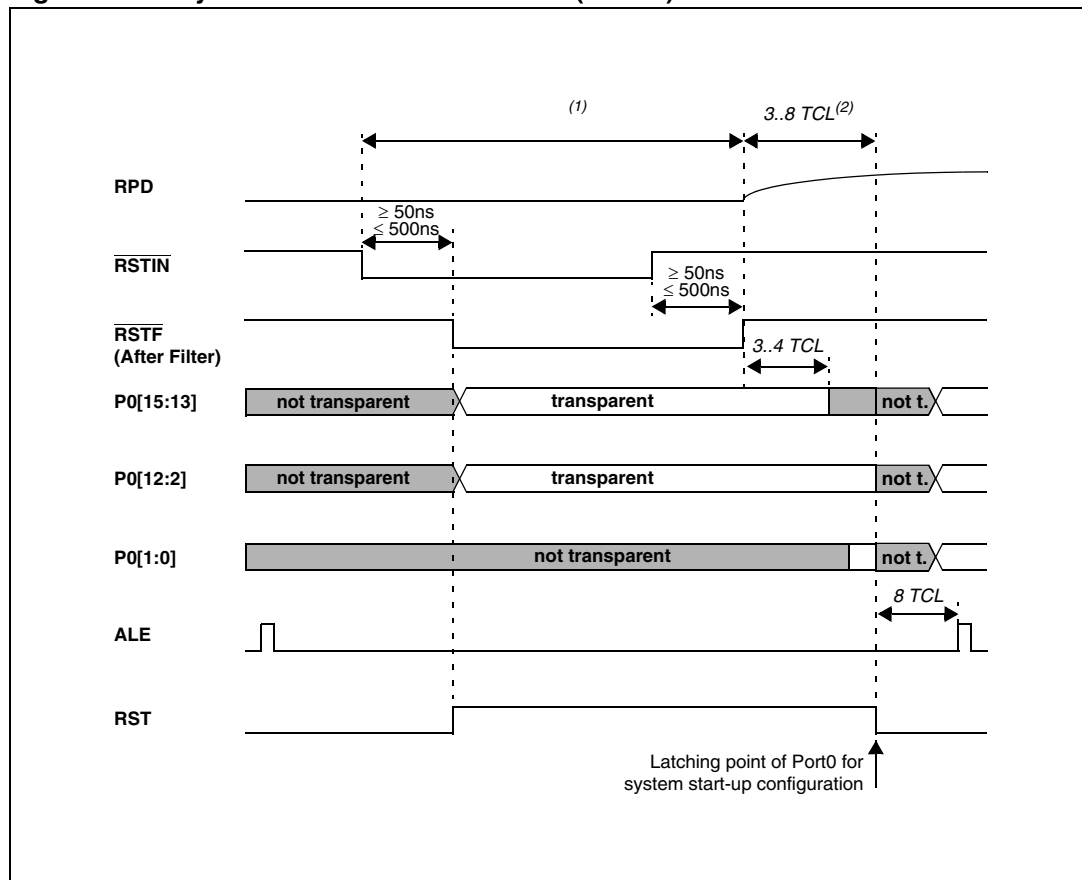 (1)
3..8 TCL(2)
RPD
≥ 50ns
≤ 500ns
RSTIN
≥ 50ns
≤ 500ns
RSTF
(After Filter)
3..4 TCL
P0[15:13]
not transparent
transparent
not t.
P0[12:2]
not transparent
transparent
not t.
P0[1:0]
not transparent
not t.
8 TCL
ALE
RST
Latching point of Port0 for
system start-up configuration